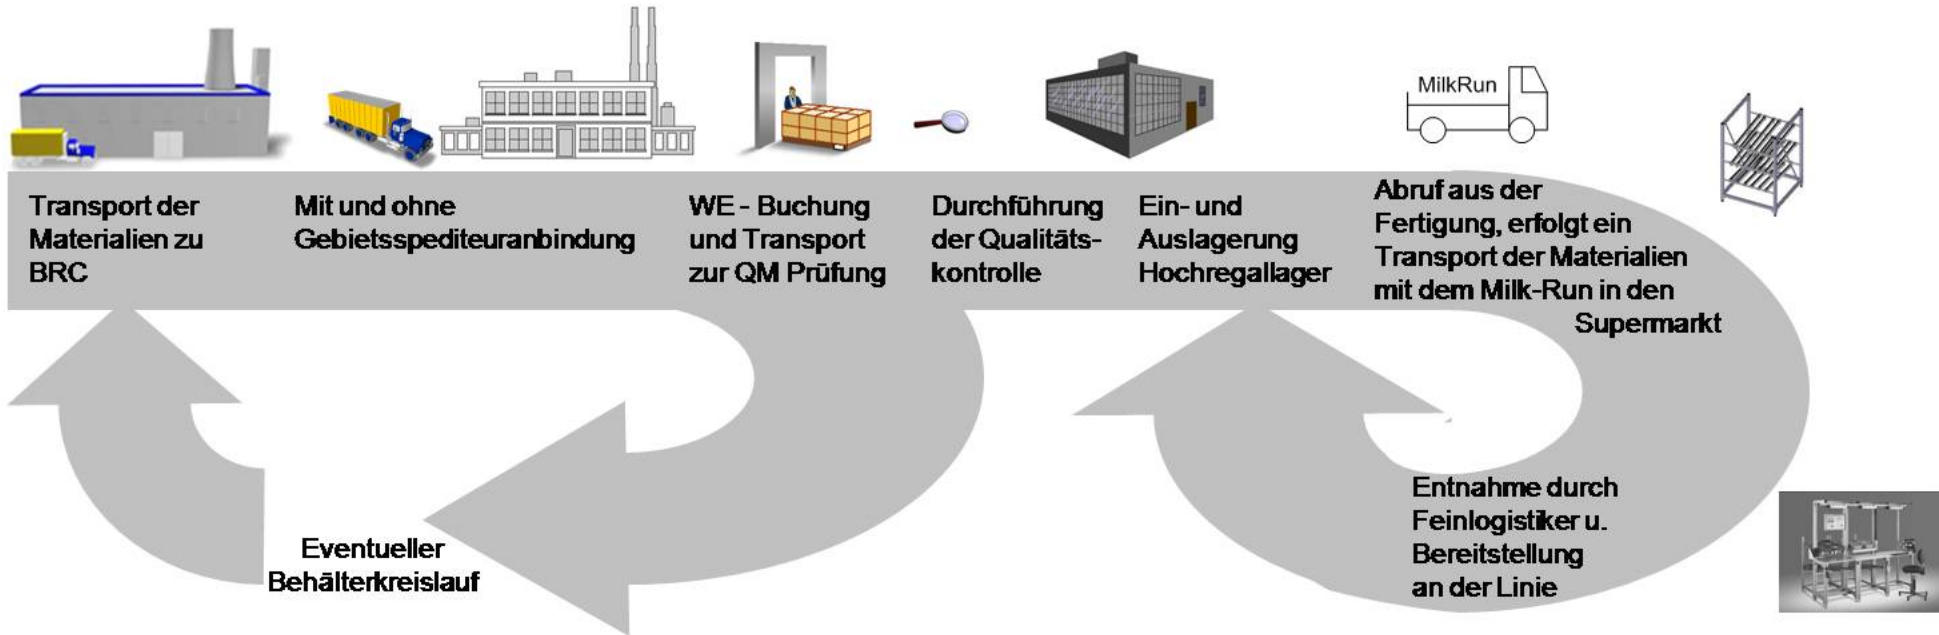 MilkRun
Transport der
Materialien zu
BRC
Mit und ohne
Gebietsspediteuranbindung
WE - Buchung
und Transport
zur QM Prüfung
Durchführung
der Qualitäts-
kontrolle
Ein- und
Auslagerung
Hochregallager
Abruf aus der
Fertigung, erfolgt ein
Transport der Materialien
mit dem Milk-Run in den
Supermarkt
Entnahme durch
Feinlogistiker u.
Bereitstellung
an der Linie
Eventueller
Behälterkreislauf